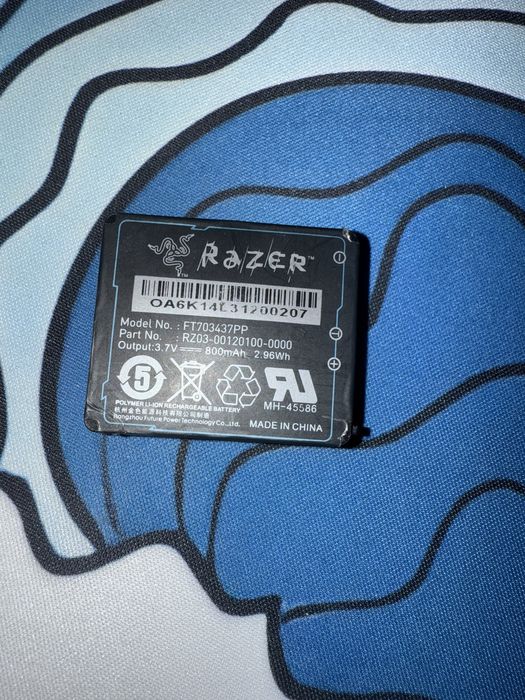 RAZER™
OA6K14L31200207
Model No. : FT703437PP
Part No. : RZ03-00120100-0000
Output:3.7V⎓800mAh 2.96Wh
−
T
+
5
RU
MH-45586
POLYMER LI-ION RECHARGEABLE BATTERY
杭州金色能源科技有限公司制造
Hangzhou Future Power Technology Co.,Ltd.
MADE IN CHINA